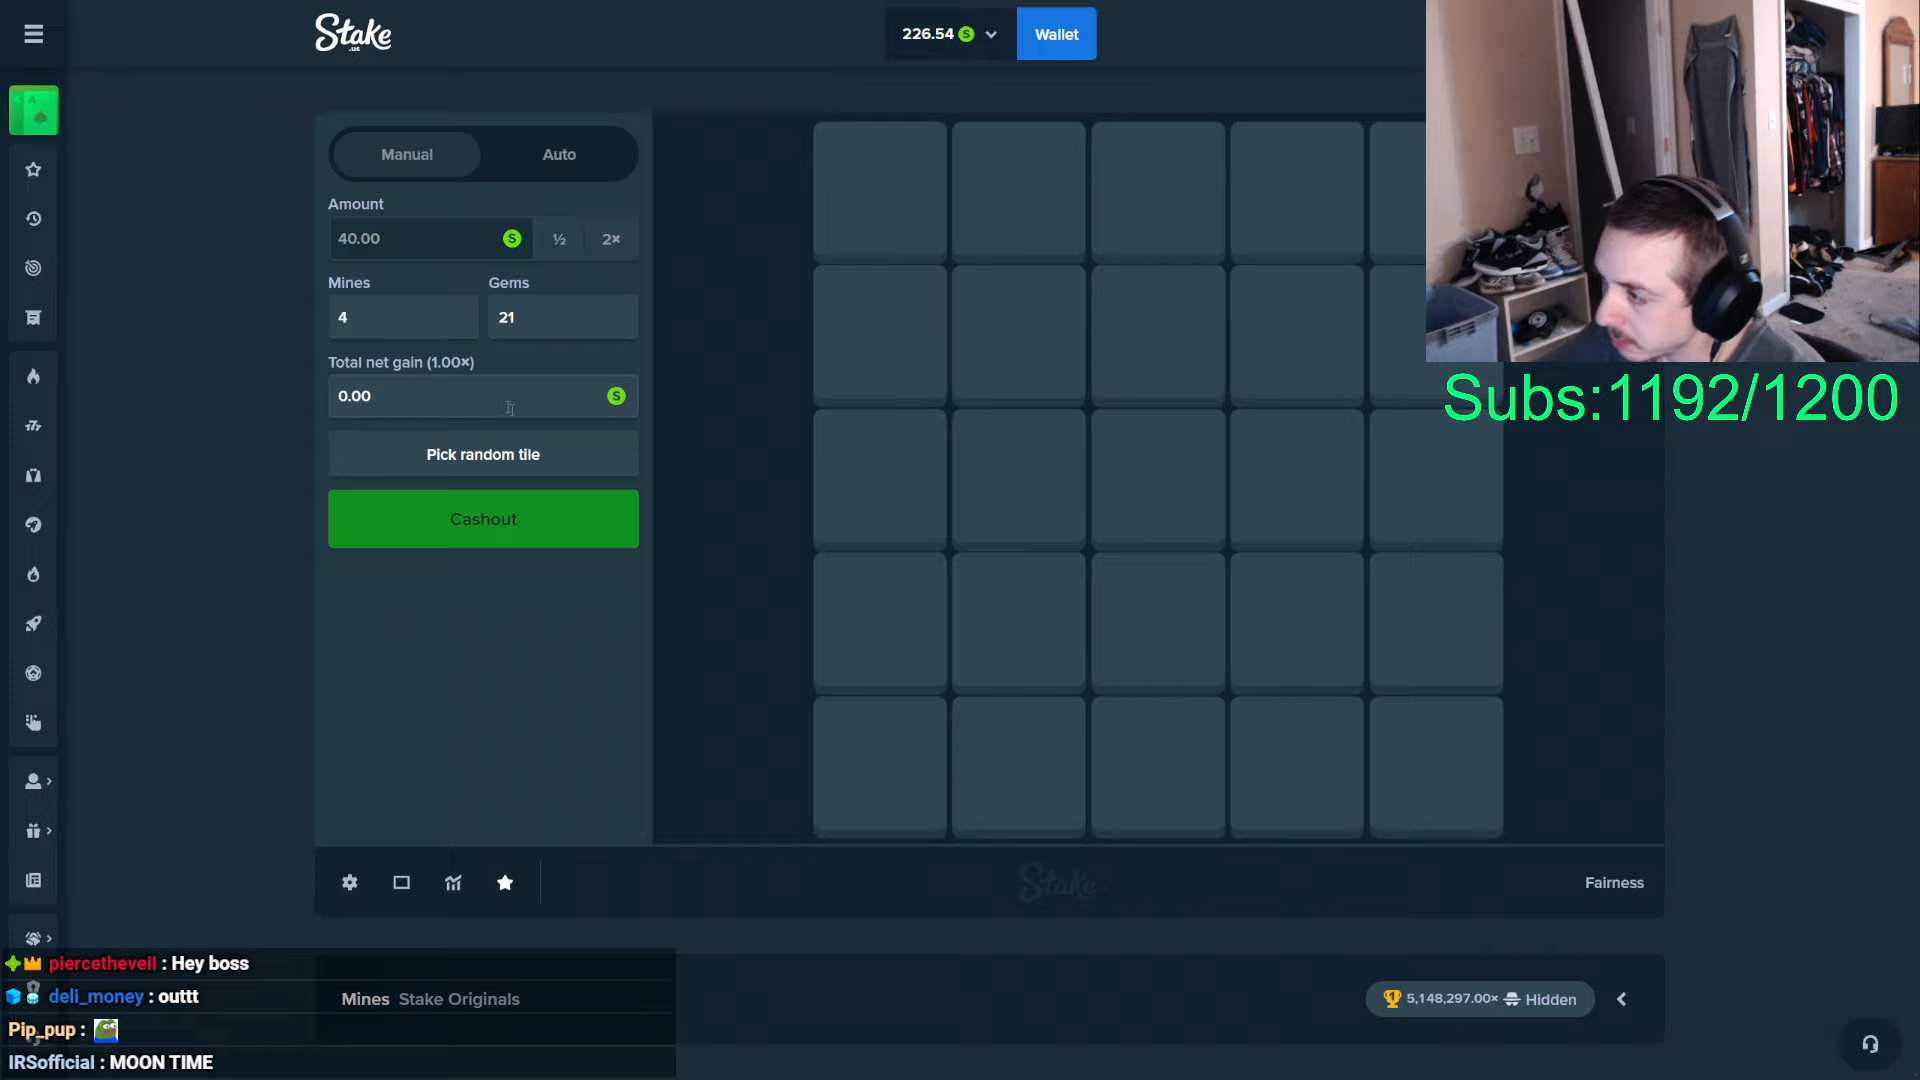 Stake
.us
226.54
Wallet
Manual
Auto
Amount
40.00
½
2×
Mines
Gems
4
21
Total net gain (1.00×)
0.00
Pick random tile
Cashout
Subs:1192/1200
Stake
Fairness
piercetheveil : Hey boss
deli_money : outtt
Pip_pup :
IRSofficial : MOON TIME
Mines Stake Originals
5,148,297.00× Hidden